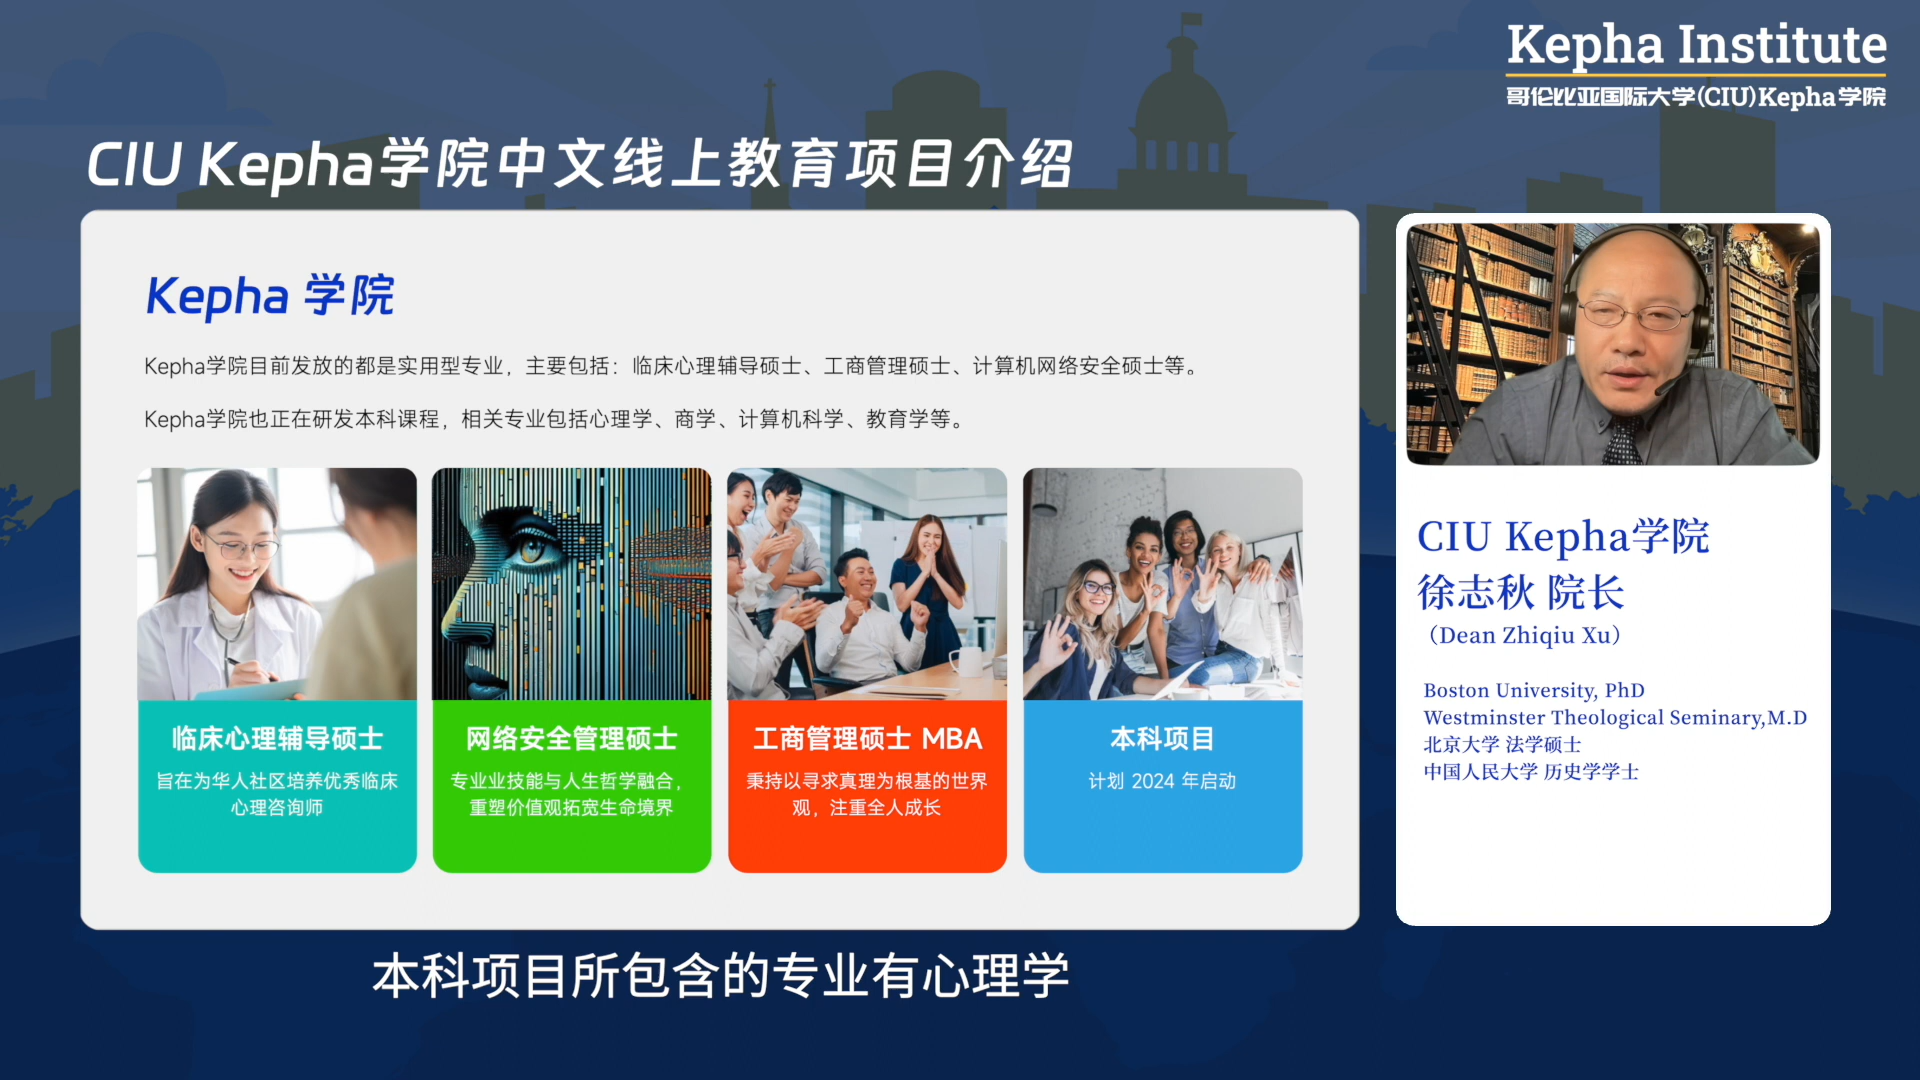 Kepha Institute
哥伦比亚国际大学(CIU)Kepha学院
CIU Kepha学院中文线上教育项目介绍
Kepha 学院
Kepha学院目前发放的都是实用型专业，主要包括：临床心理辅导硕士、工商管理硕士、计算机网络安全硕士等。
Kepha学院也正在研发本科课程，相关专业包括心理学、商学、计算机科学、教育学等。
临床心理辅导硕士
旨在为华人社区培养优秀临床
心理咨询师
网络安全管理硕士
专业业技能与人生哲学融合，
重塑价值观拓宽生命境界
工商管理硕士 MBA
秉持以寻求真理为根基的世界
观，注重全人成长
本科项目
计划 2024 年启动
CIU Kepha学院
徐志秋 院长
（Dean Zhiqiu Xu）
Boston University, PhD
Westminster Theological Seminary,M.D
北京大学 法学硕士
中国人民大学 历史学学士
本科项目所包含的专业有心理学